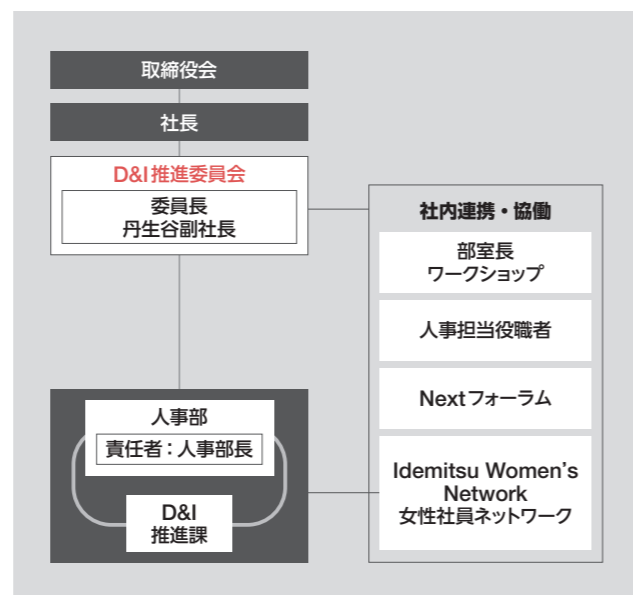 取締役会
社長
D&I推進委員会
委員長
丹生谷副社長
人事部
責任者：人事部長
D&I
推進課
社内連携・協働
部室長
ワークショップ
人事担当役職者
Nextフォーラム
Idemitsu Women's
Network
女性社員ネットワーク